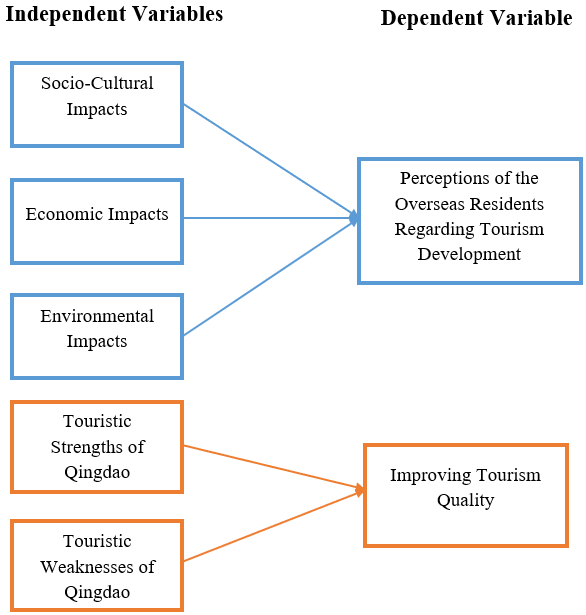 Independent Variables
Dependent Variable
Socio-Cultural
Impacts
Economic Impacts
Environmental
Impacts
Perceptions of the
Overseas Residents
Regarding Tourism
Development
Touristic
Strengths of
Qingdao
Touristic
Weaknesses of
Qingdao
Improving Tourism
Quality